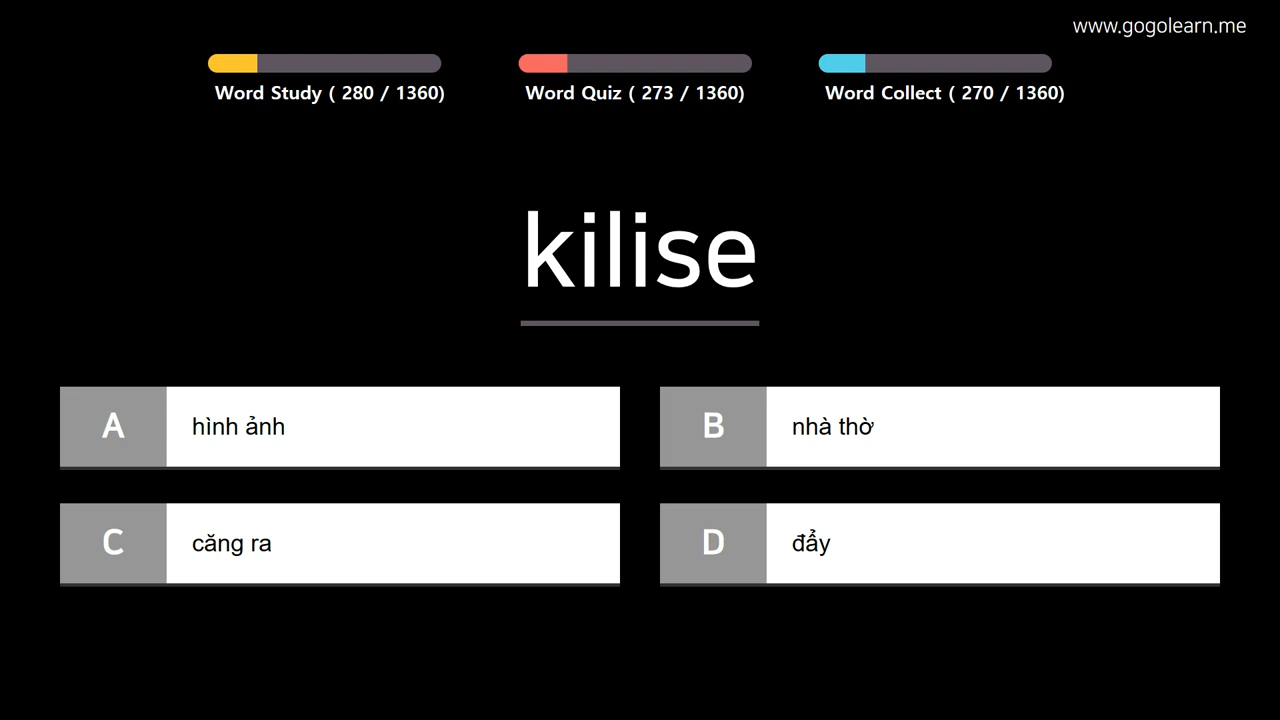 www.gogolearn.me
Word Study ( 280 / 1360)
Word Quiz ( 273 / 1360)
Word Collect ( 270 / 1360)
kilise
A hình ảnh
B nhà thờ
C căng ra
D đẩy